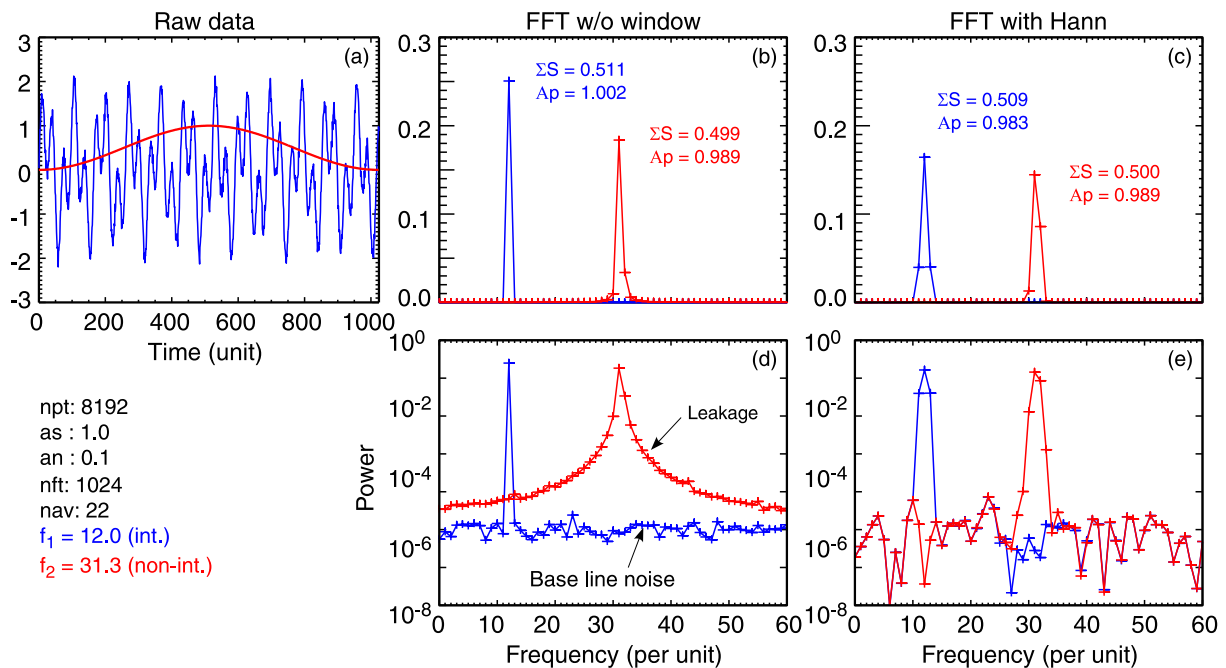 Raw data
FFT w/o window
FFT with Hann
3
2
1
0
-1
-2
-3
(a)
0
200
400
600
800
1000
Time (unit)
0.3
0.2
0.1
0.0
(b)
ΣS = 0.511
Ap = 1.002
ΣS = 0.499
Ap = 0.989
0.3
0.2
0.1
0.0
(c)
ΣS = 0.509
Ap = 0.983
ΣS = 0.500
Ap = 0.989
npt: 8192
as : 1.0
an : 0.1
nft: 1024
nav: 22
f₁ = 12.0 (int.)
f₂ = 31.3 (non-int.)
Power
10⁰
10⁻²
10⁻⁴
10⁻⁶
10⁻⁸
(d)
Leakage
Base line noise
0
10
20
30
40
50
60
Frequency (per unit)
10⁰
10⁻²
10⁻⁴
10⁻⁶
10⁻⁸
(e)
0
10
20
30
40
50
60
Frequency (per unit)